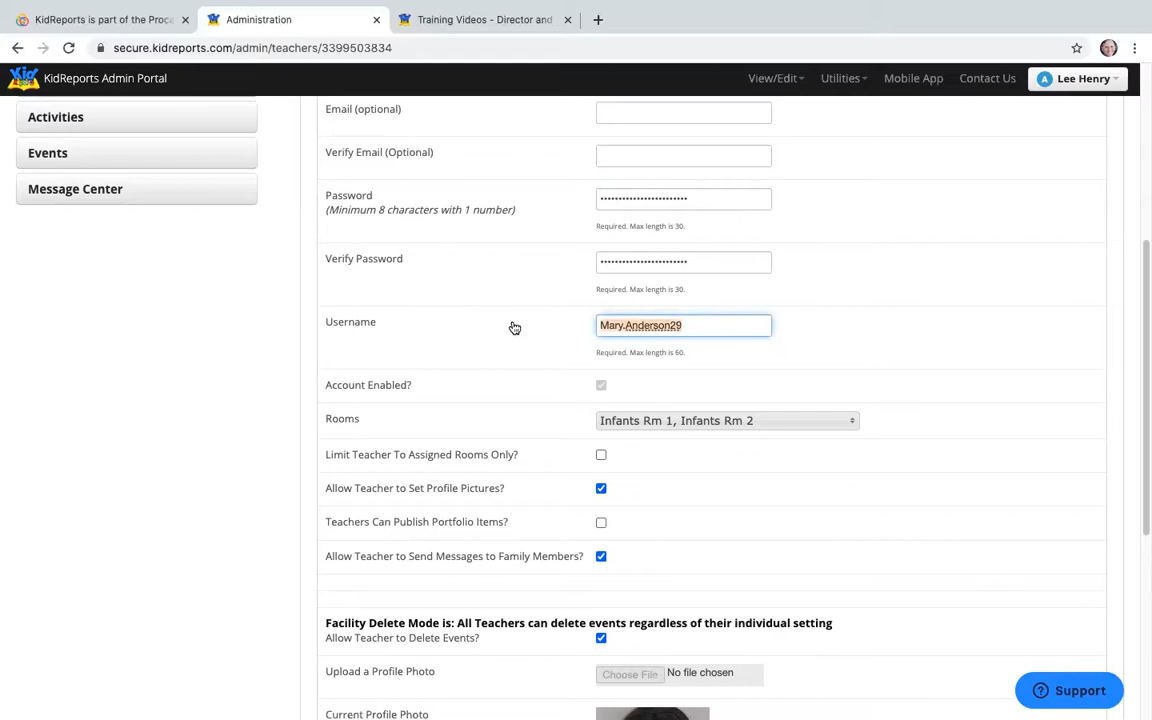 KidReports is part of the Proca
Administration
Training Videos - Director and
secure.kidreports.com/admin/teachers/3399503834
Kid
KidReports Admin Portal
View/Edit
Utilities
Mobile App
Contact Us
A Lee Henry
Activities
Events
Message Center
Email (optional)
Verify Email (Optional)
Password
(Minimum 8 characters with 1 number)
Required. Max length is 30.
Verify Password
Required. Max length is 30.
Username
Mary.Anderson29
Required. Max length is 60.
Account Enabled?
Rooms
Infants Rm 1, Infants Rm 2
Limit Teacher To Assigned Rooms Only?
Allow Teacher to Set Profile Pictures?
Teachers Can Publish Portfolio Items?
Allow Teacher to Send Messages to Family Members?
Facility Delete Mode is: All Teachers can delete events regardless of their individual setting
Allow Teacher to Delete Events?
Upload a Profile Photo
Choose File No file chosen
Current Profile Photo
Support